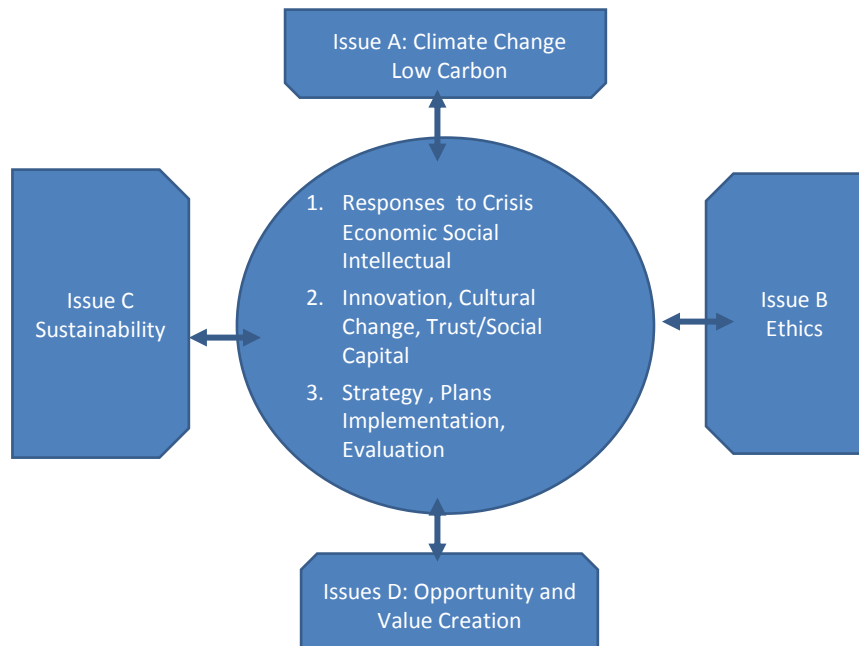 Issue A: Climate Change
Low Carbon
1. Responses to Crisis
Economic Social
Intellectual
2. Innovation, Cultural
Change, Trust/Social
Capital
3. Strategy , Plans
Implementation,
Evaluation
Issue C
Sustainability
Issue B
Ethics
Issues D: Opportunity and
Value Creation